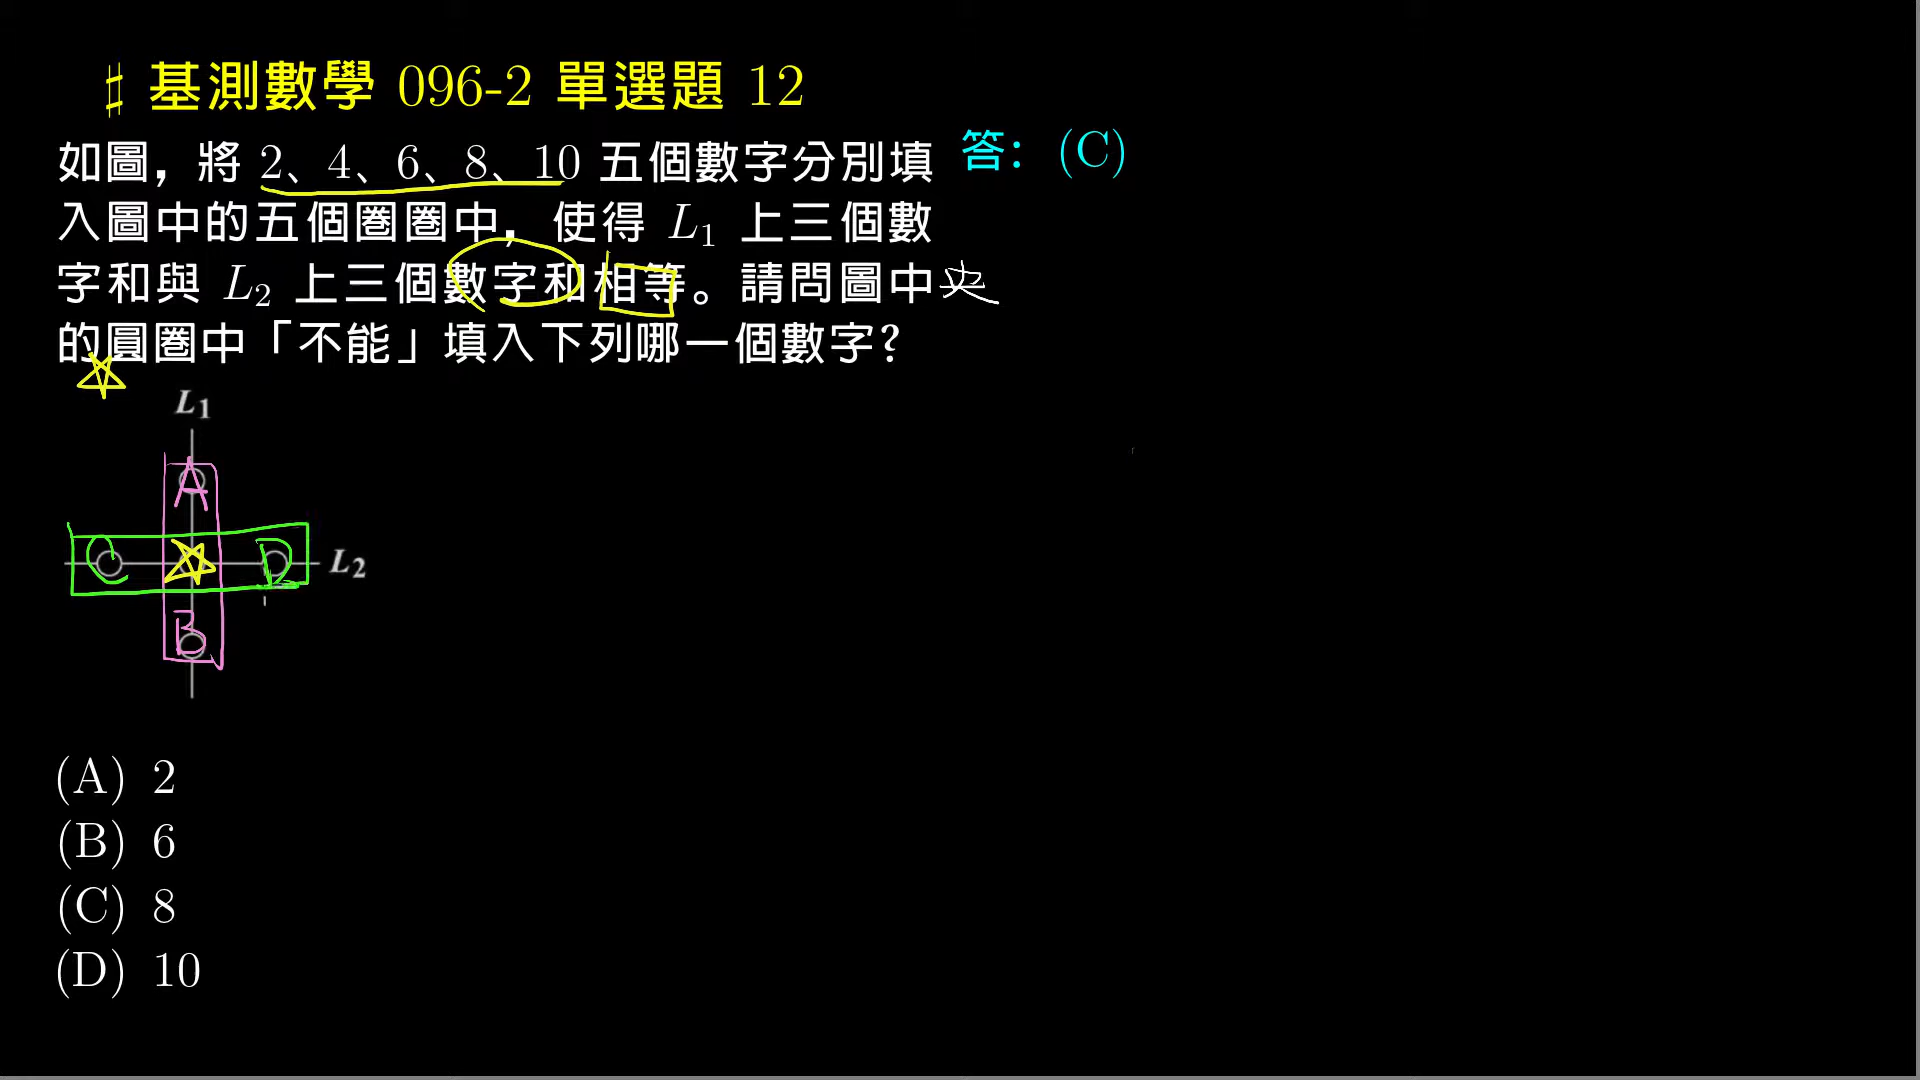 ♯ 基測數學 096-2 單選題 12
如圖，將 2、4、6、8、10 五個數字分別填
入圖中的五個圈圈中，使得 L₁ 上三個數
字和與 L₂ 上三個數字和相等。請問圖中央
的圓圈中「不能」填入下列哪一個數字？
答：(C)
L₁
A
C
D
L₂
B
(A) 2
(B) 6
(C) 8
(D) 10